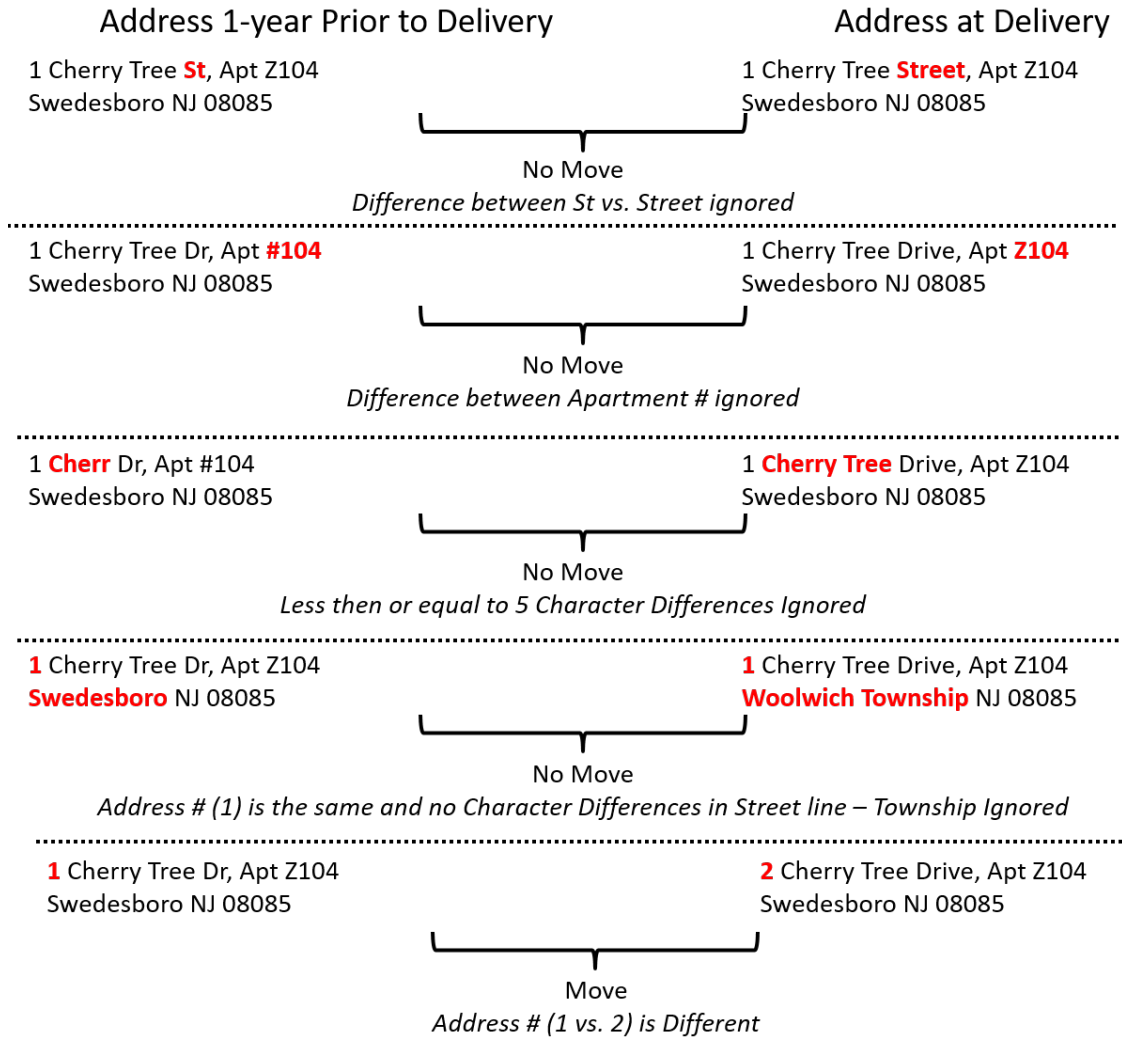 Address 1-year Prior to Delivery
Address at Delivery
1 Cherry Tree St, Apt Z104
Swedesboro NJ 08085
1 Cherry Tree Street, Apt Z104
Swedesboro NJ 08085
No Move
Difference between St vs. Street ignored
1 Cherry Tree Dr, Apt #104
Swedesboro NJ 08085
1 Cherry Tree Drive, Apt Z104
Swedesboro NJ 08085
No Move
Difference between Apartment # ignored
1 Cherr Dr, Apt #104
Swedesboro NJ 08085
1 Cherry Tree Drive, Apt Z104
Swedesboro NJ 08085
No Move
Less then or equal to 5 Character Differences Ignored
1 Cherry Tree Dr, Apt Z104
Swedesboro NJ 08085
1 Cherry Tree Drive, Apt Z104
Woolwich Township NJ 08085
No Move
Address # (1) is the same and no Character Differences in Street line – Township Ignored
1 Cherry Tree Dr, Apt Z104
Swedesboro NJ 08085
2 Cherry Tree Drive, Apt Z104
Swedesboro NJ 08085
Move
Address # (1 vs. 2) is Different